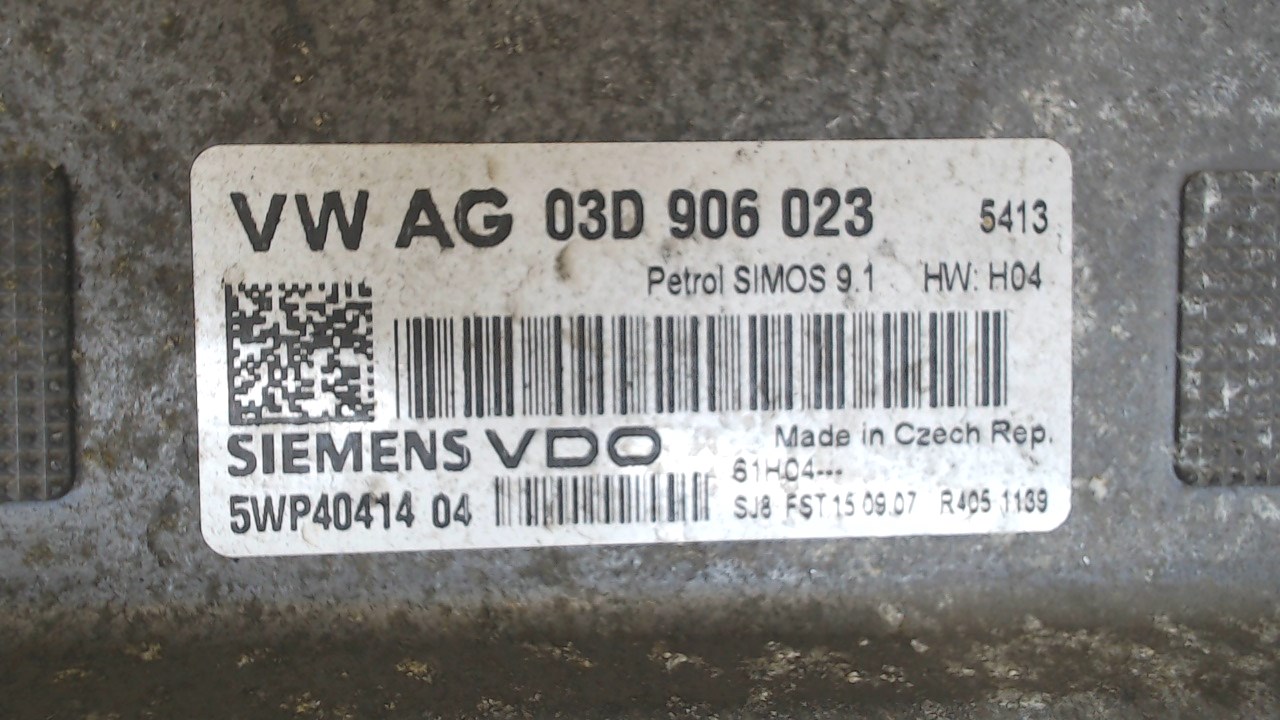 VW AG 03D 906 023 5413
Petrol SIMOS 9.1 HW: H04
SIEMENS VDO Made in Czech Rep.
61H04---
5WP40414 04 SJ8 FST 15 09.07 R405 1139